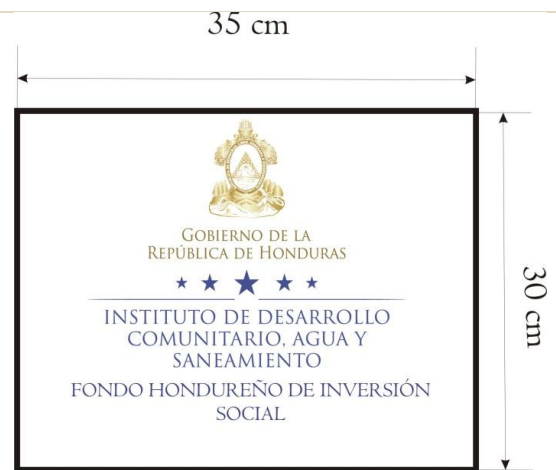 35 cm
GOBIERNO DE LA
REPÚBLICA DE HONDURAS
INSTITUTO DE DESARROLLO
COMUNITARIO, AGUA Y
SANEAMIENTO
FONDO HONDUREÑO DE INVERSIÓN
SOCIAL
30 cm